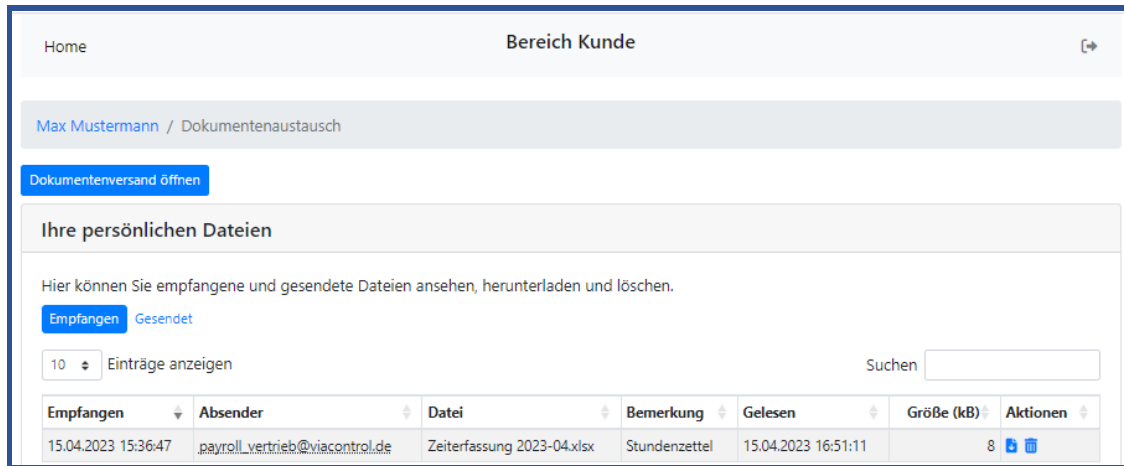 Home Bereich Kunde
Max Mustermann / Dokumentenaustausch
Dokumentenversand öffnen
Ihre persönlichen Dateien
Hier können Sie empfangene und gesendete Dateien ansehen, herunterladen und löschen.
Empfangen Gesendet
10 Einträge anzeigen Suchen
Empfangen Absender Datei Bemerkung Gelesen Größe (kB) Aktionen
15.04.2023 15:36:47 payroll_vertrieb@viacontrol.de Zeiterfassung 2023-04.xlsx Stundenzettel 15.04.2023 16:51:11 8